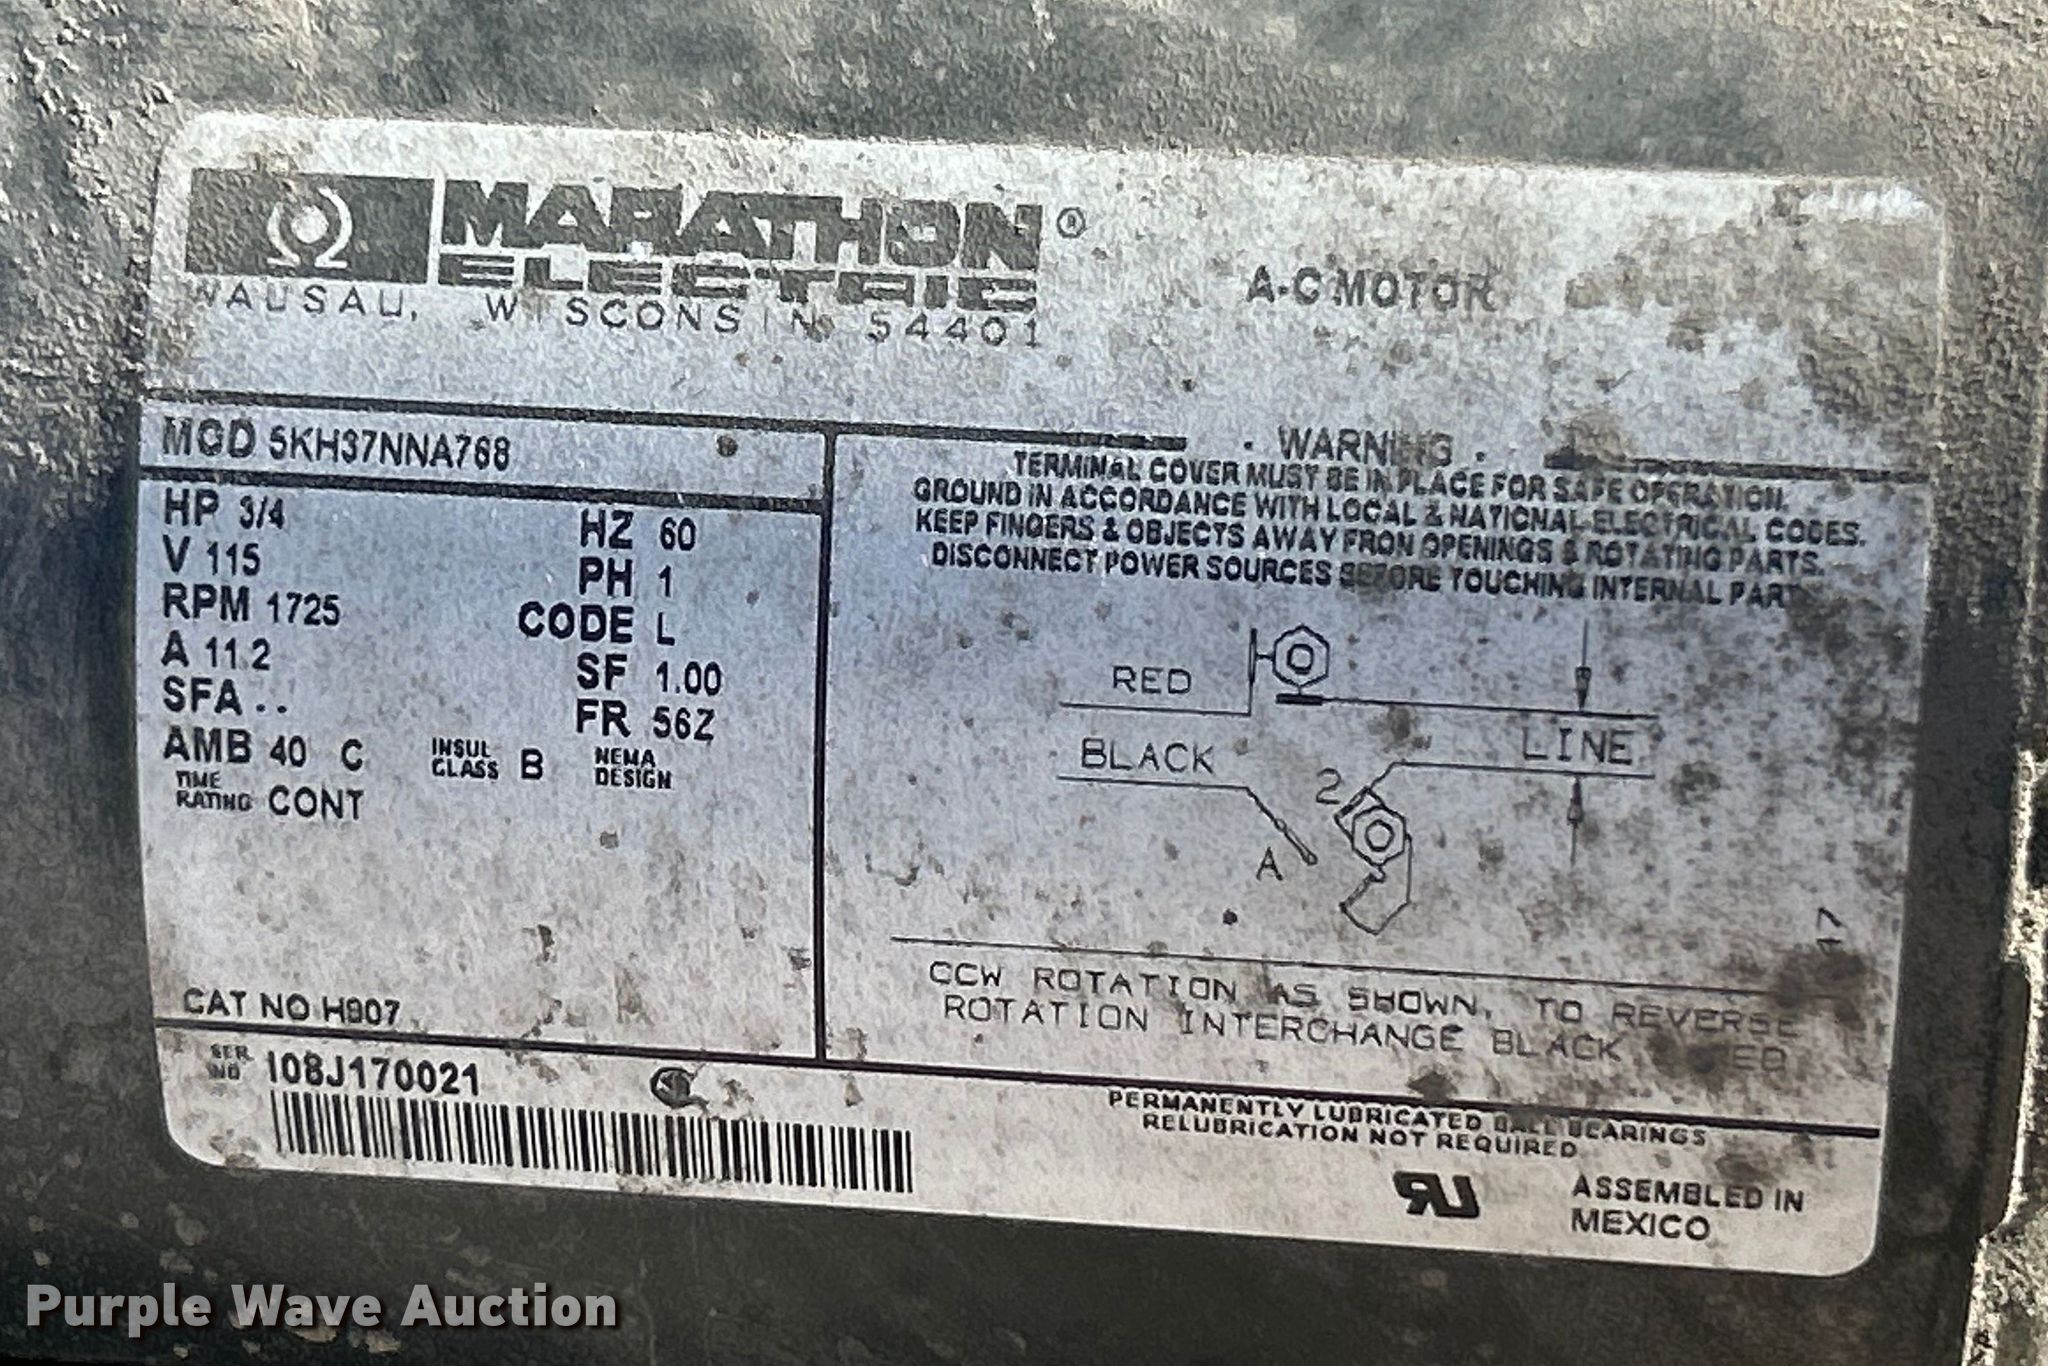 MARATHON®
ELECTRIC
WAUSAU, WISCONSIN 54401
A-C MOTOR
MOD 5KH37NNA768
HP 3/4
HZ 60
V 115
PH 1
RPM 1725
CODE L
A 11.2
SF 1.00
SFA --
FR 56Z
AMB 40 C
INSUL CLASS B
NEMA DESIGN
TIME RATING CONT
CAT NO H907
- WARNING -
TERMINAL COVER MUST BE IN PLACE FOR SAFE OPERATION.
GROUND IN ACCORDANCE WITH LOCAL & NATIONAL ELECTRICAL CODES.
KEEP FINGERS & OBJECTS AWAY FROM OPENINGS & ROTATING PARTS.
DISCONNECT POWER SOURCES BEFORE TOUCHING INTERNAL PARTS
RED
BLACK
LINE
2
A
17
CCW ROTATION AS SHOWN. TO REVERSE
ROTATION INTERCHANGE BLACK RED
SER NO I08J170021
PERMANENTLY LUBRICATED BALL BEARINGS
RELUBRICATION NOT REQUIRED
ASSEMBLED IN
MEXICO
Purple Wave Auction